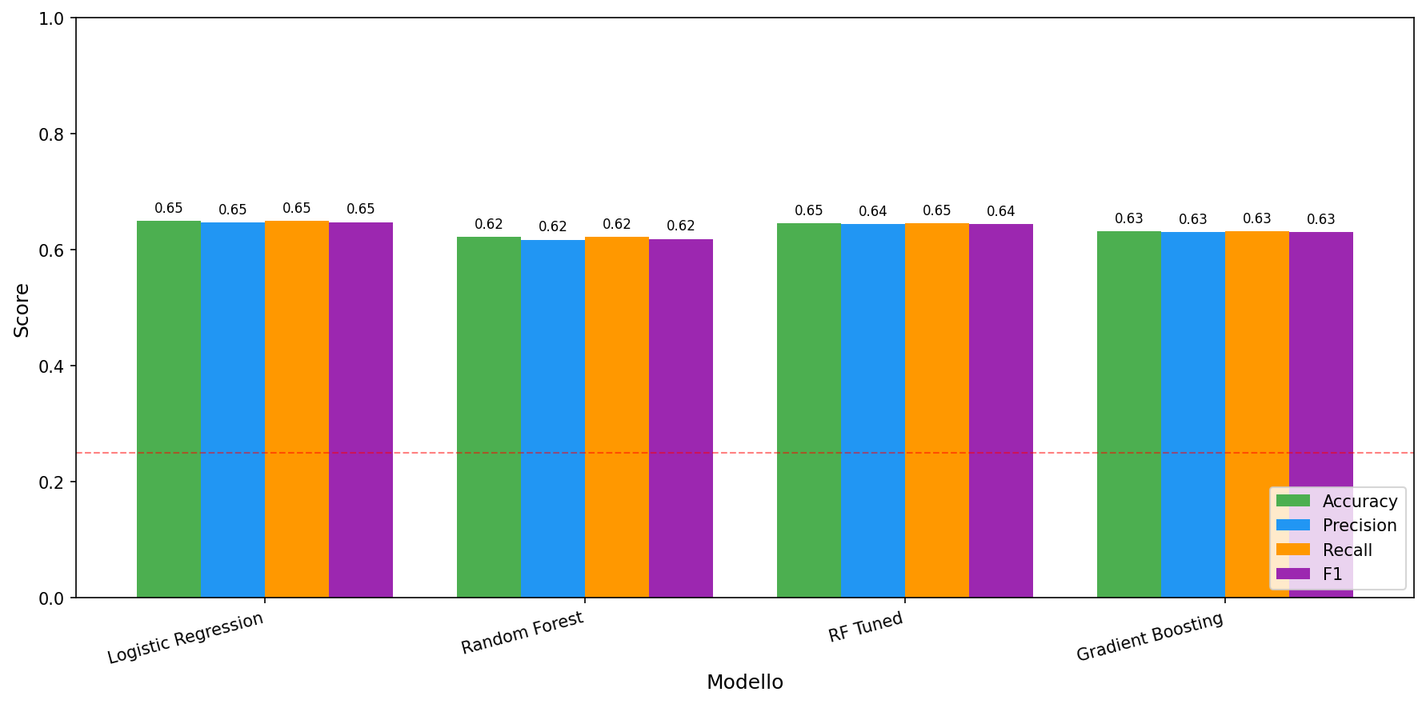 1.0
0.8
0.6
0.4
0.2
0.0
Score
0.65 0.65 0.65 0.65
0.62 0.62 0.62 0.62
0.65 0.64 0.65 0.64
0.63 0.63 0.63 0.63
Accuracy
Precision
Recall
F1
Logistic Regression
Random Forest
RF Tuned
Gradient Boosting
Modello